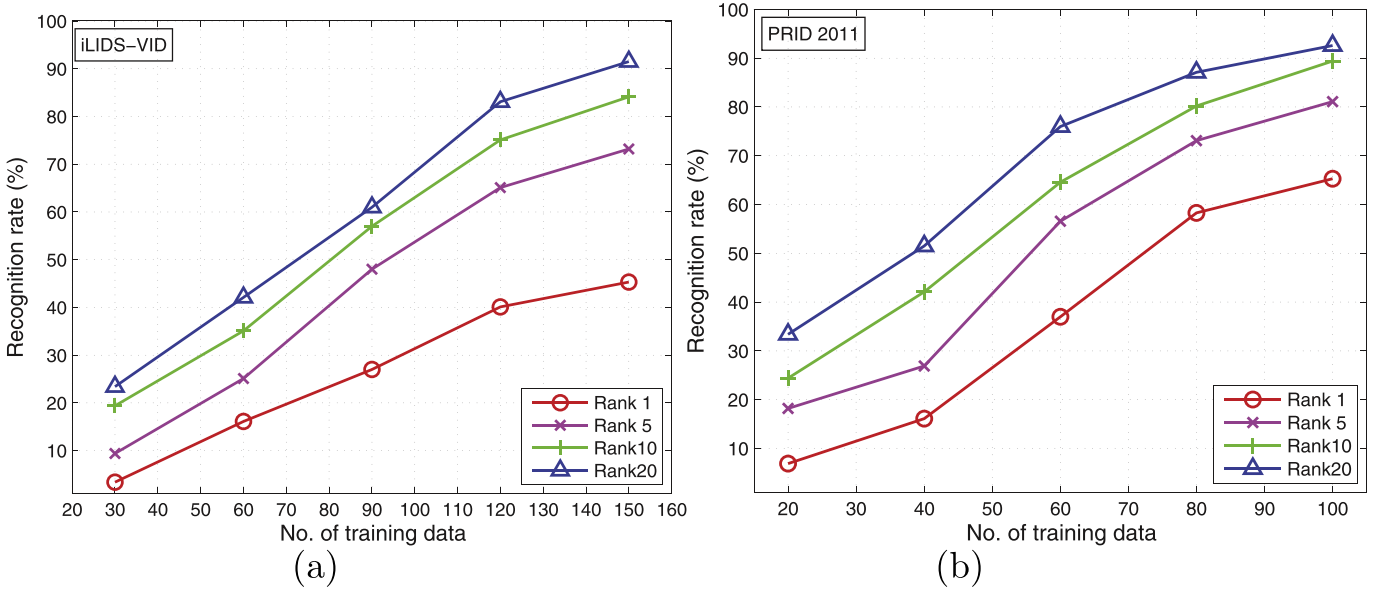 iLIDS−VID
Recognition rate (%)
100
90
80
70
60
50
40
30
20
10
20 30 40 50 60 70 80 90 100 110 120 130 140 150 160
No. of training data
Rank 1
Rank 5
Rank10
Rank20
(a)
PRID 2011
Recognition rate (%)
100
90
80
70
60
50
40
30
20
10
20 30 40 50 60 70 80 90 100
No. of training data
Rank 1
Rank 5
Rank10
Rank20
(b)